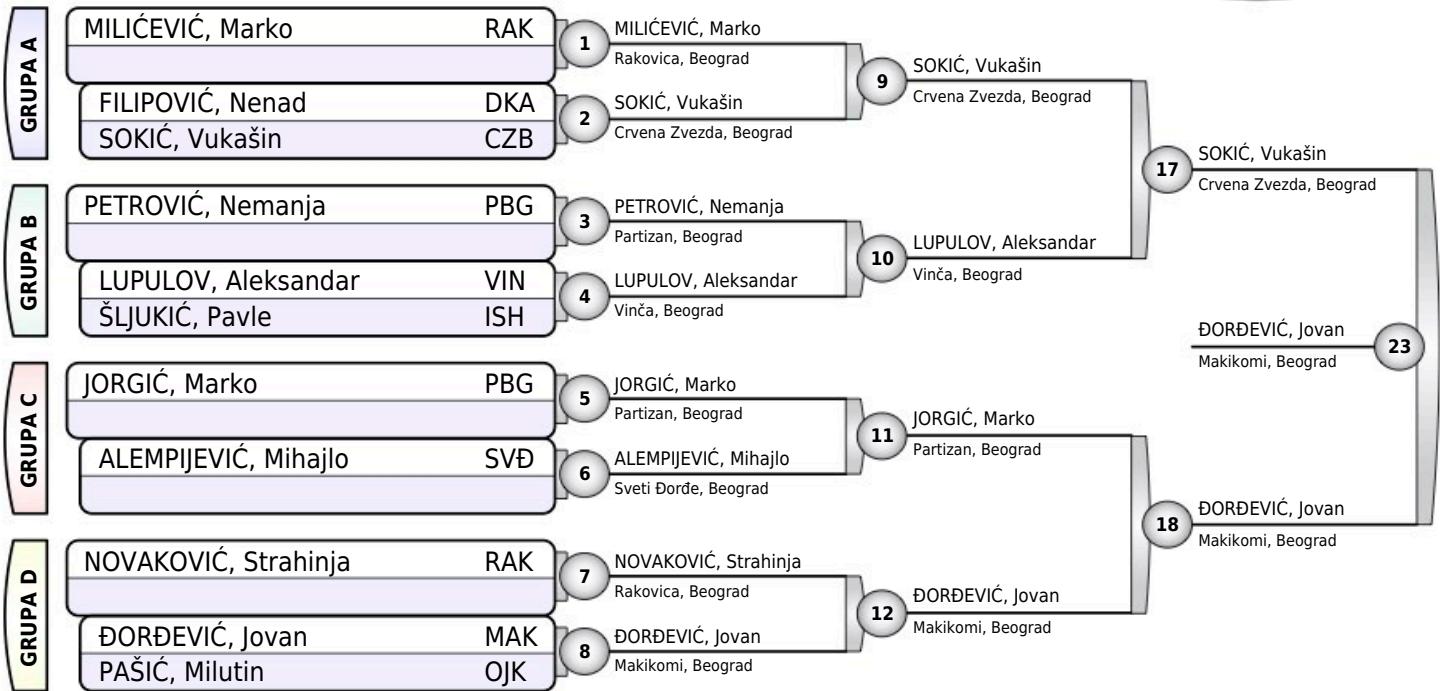 GRUPA A
MILIĆEVIĆ, Marko RAK
FILIPOVIĆ, Nenad DKA
SOKIĆ, Vukašin CZB
1
MILIĆEVIĆ, Marko
Rakovica, Beograd
2
SOKIĆ, Vukašin
Crvena Zvezda, Beograd
9
SOKIĆ, Vukašin
Crvena Zvezda, Beograd
GRUPA B
PETROVIĆ, Nemanja PBG
LUPULOV, Aleksandar VIN
ŠLJUKIĆ, Pavle ISH
3
PETROVIĆ, Nemanja
Partizan, Beograd
4
LUPULOV, Aleksandar
Vinča, Beograd
10
LUPULOV, Aleksandar
Vinča, Beograd
17
SOKIĆ, Vukašin
Crvena Zvezda, Beograd
GRUPA C
JORGIĆ, Marko PBG
ALEMPIJEVIĆ, Mihajlo SVĐ
5
JORGIĆ, Marko
Partizan, Beograd
6
ALEMPIJEVIĆ, Mihajlo
Sveti Đorđe, Beograd
11
JORGIĆ, Marko
Partizan, Beograd
GRUPA D
NOVAKOVIĆ, Strahinja RAK
ĐORĐEVIĆ, Jovan MAK
PAŠIĆ, Milutin OJK
7
NOVAKOVIĆ, Strahinja
Rakovica, Beograd
8
ĐORĐEVIĆ, Jovan
Makikomi, Beograd
12
ĐORĐEVIĆ, Jovan
Makikomi, Beograd
18
ĐORĐEVIĆ, Jovan
Makikomi, Beograd
ĐORĐEVIĆ, Jovan
Makikomi, Beograd
23